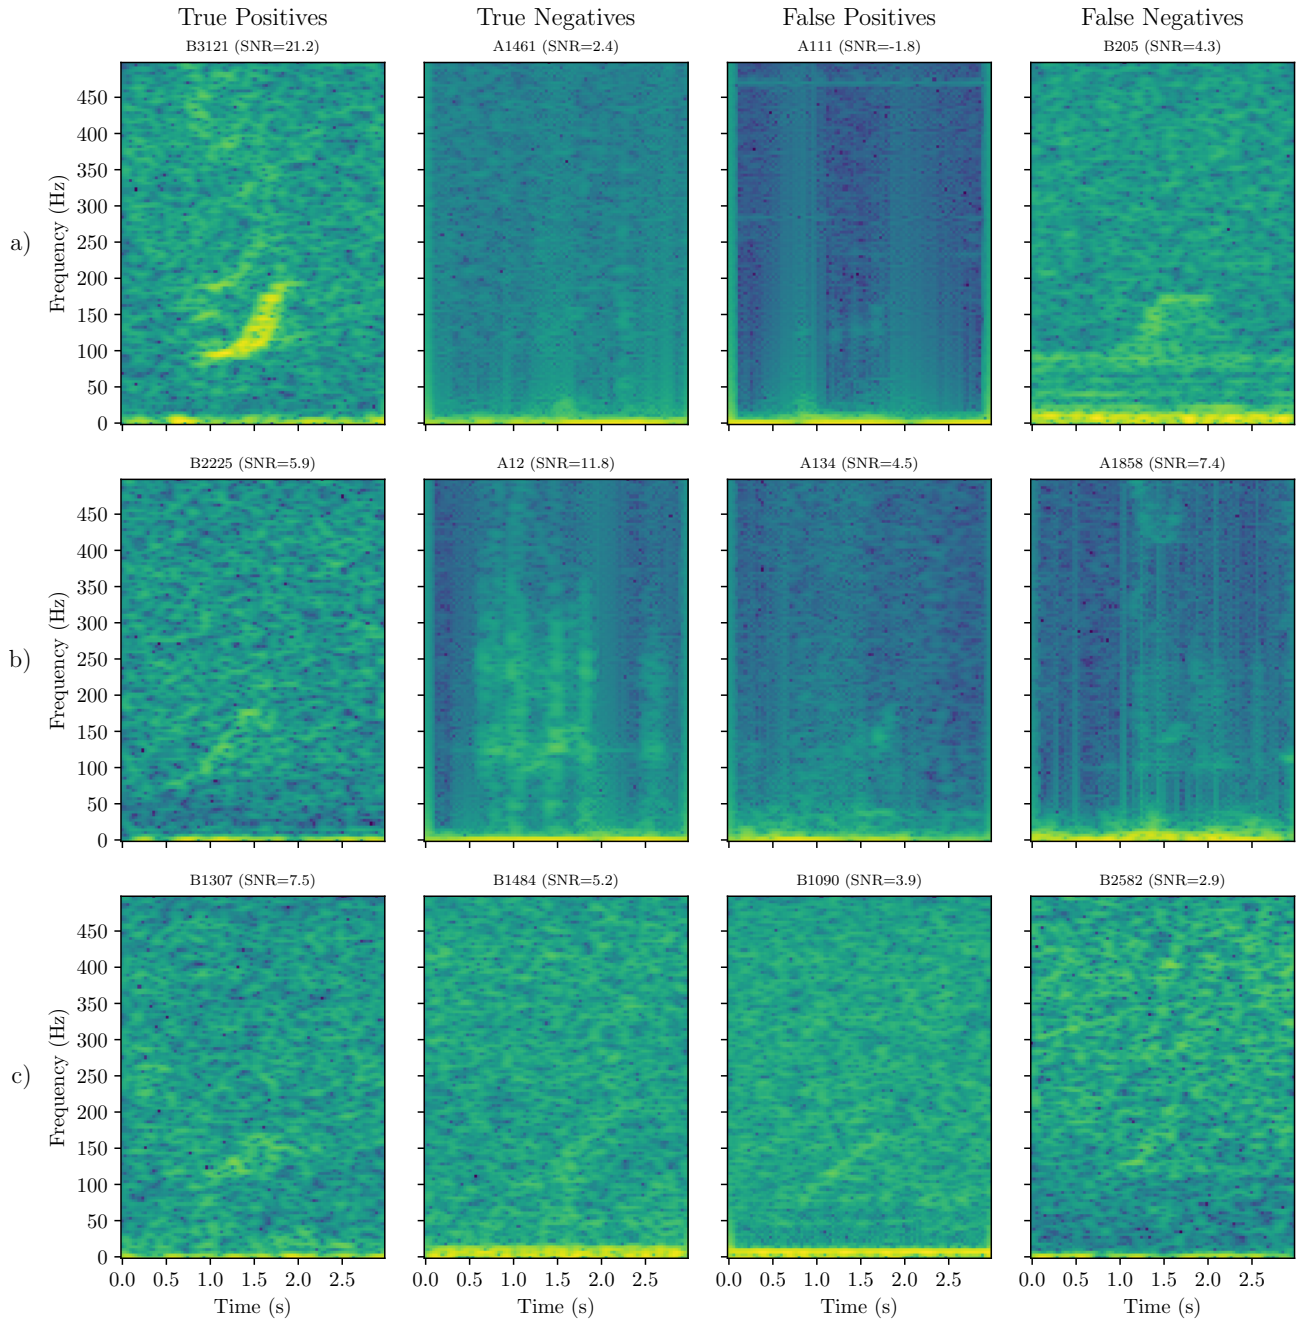 True Positives True Negatives False Positives False Negatives
B3121 (SNR=21.2) A1461 (SNR=2.4) A111 (SNR=-1.8) B205 (SNR=4.3)
450
400
350
300
250
200
150
100
50
0
Frequency (Hz)
a)
B2225 (SNR=5.9) A12 (SNR=11.8) A134 (SNR=4.5) A1858 (SNR=7.4)
450
400
350
300
250
200
150
100
50
0
Frequency (Hz)
b)
B1307 (SNR=7.5) B1484 (SNR=5.2) B1090 (SNR=3.9) B2582 (SNR=2.9)
450
400
350
300
250
200
150
100
50
0
Frequency (Hz)
c)
0.0 0.5 1.0 1.5 2.0 2.5 0.0 0.5 1.0 1.5 2.0 2.5 0.0 0.5 1.0 1.5 2.0 2.5 0.0 0.5 1.0 1.5 2.0 2.5
Time (s) Time (s) Time (s) Time (s)